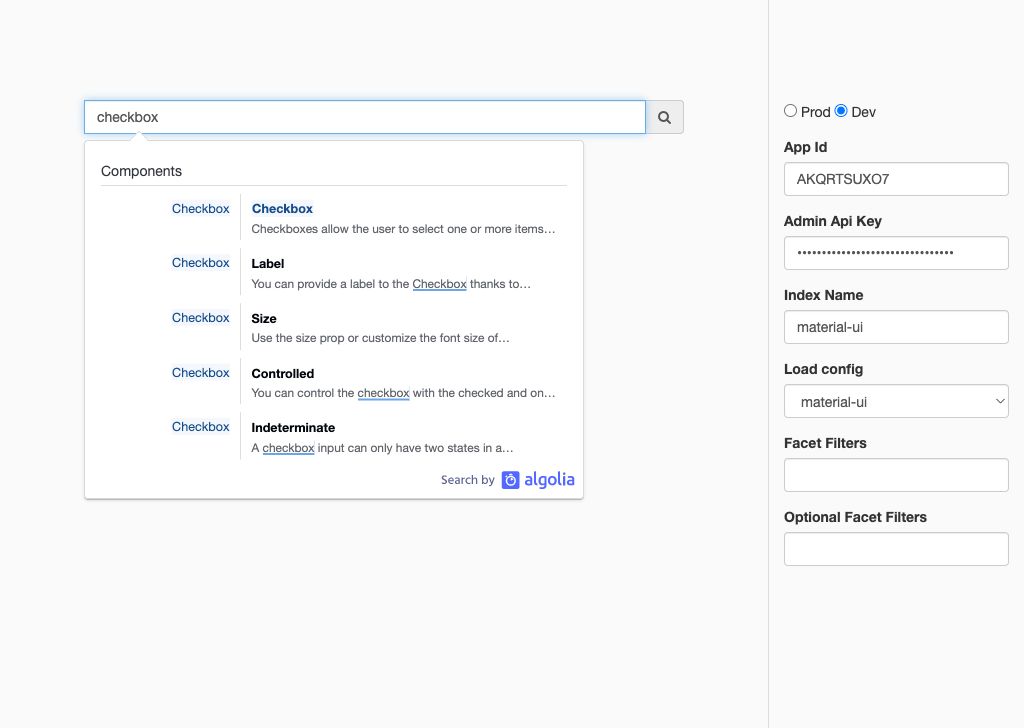 checkbox
Components
Checkbox
Checkbox
Checkboxes allow the user to select one or more items…
Checkbox
Label
You can provide a label to the Checkbox thanks to…
Checkbox
Size
Use the size prop or customize the font size of…
Checkbox
Controlled
You can control the checkbox with the checked and on…
Checkbox
Indeterminate
A checkbox input can only have two states in a…
Search by algolia
Prod Dev
App Id
AKQRTSUXO7
Admin Api Key
•••••••••••••••••••••••••••••••
Index Name
material-ui
Load config
material-ui
Facet Filters
Optional Facet Filters